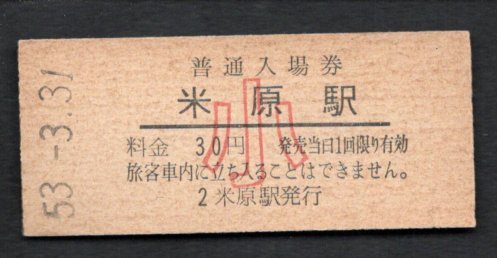 53.-3.31
普通入場券
米原駅
小
料金 30円 発売当日1回限り有効
旅客車内に立ち入ることはできません。
2 米原駅発行